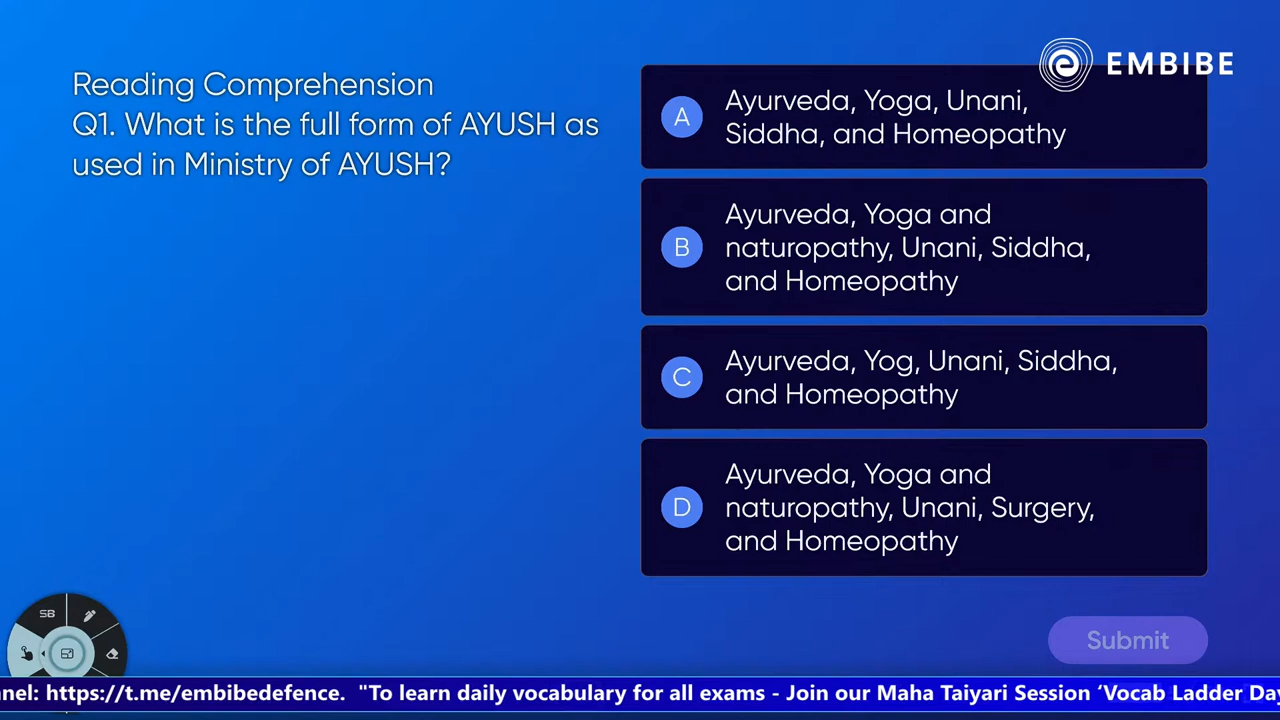 EMBIBE
Reading Comprehension
Q1. What is the full form of AYUSH as
used in Ministry of AYUSH?
A
Ayurveda, Yoga, Unani,
Siddha, and Homeopathy
B
Ayurveda, Yoga and
naturopathy, Unani, Siddha,
and Homeopathy
C
Ayurveda, Yog, Unani, Siddha,
and Homeopathy
D
Ayurveda, Yoga and
naturopathy, Unani, Surgery,
and Homeopathy
Submit
nel: https://t.me/embibedefence. "To learn daily vocabulary for all exams - Join our Maha Taiyari Session ‘Vocab Ladder Day